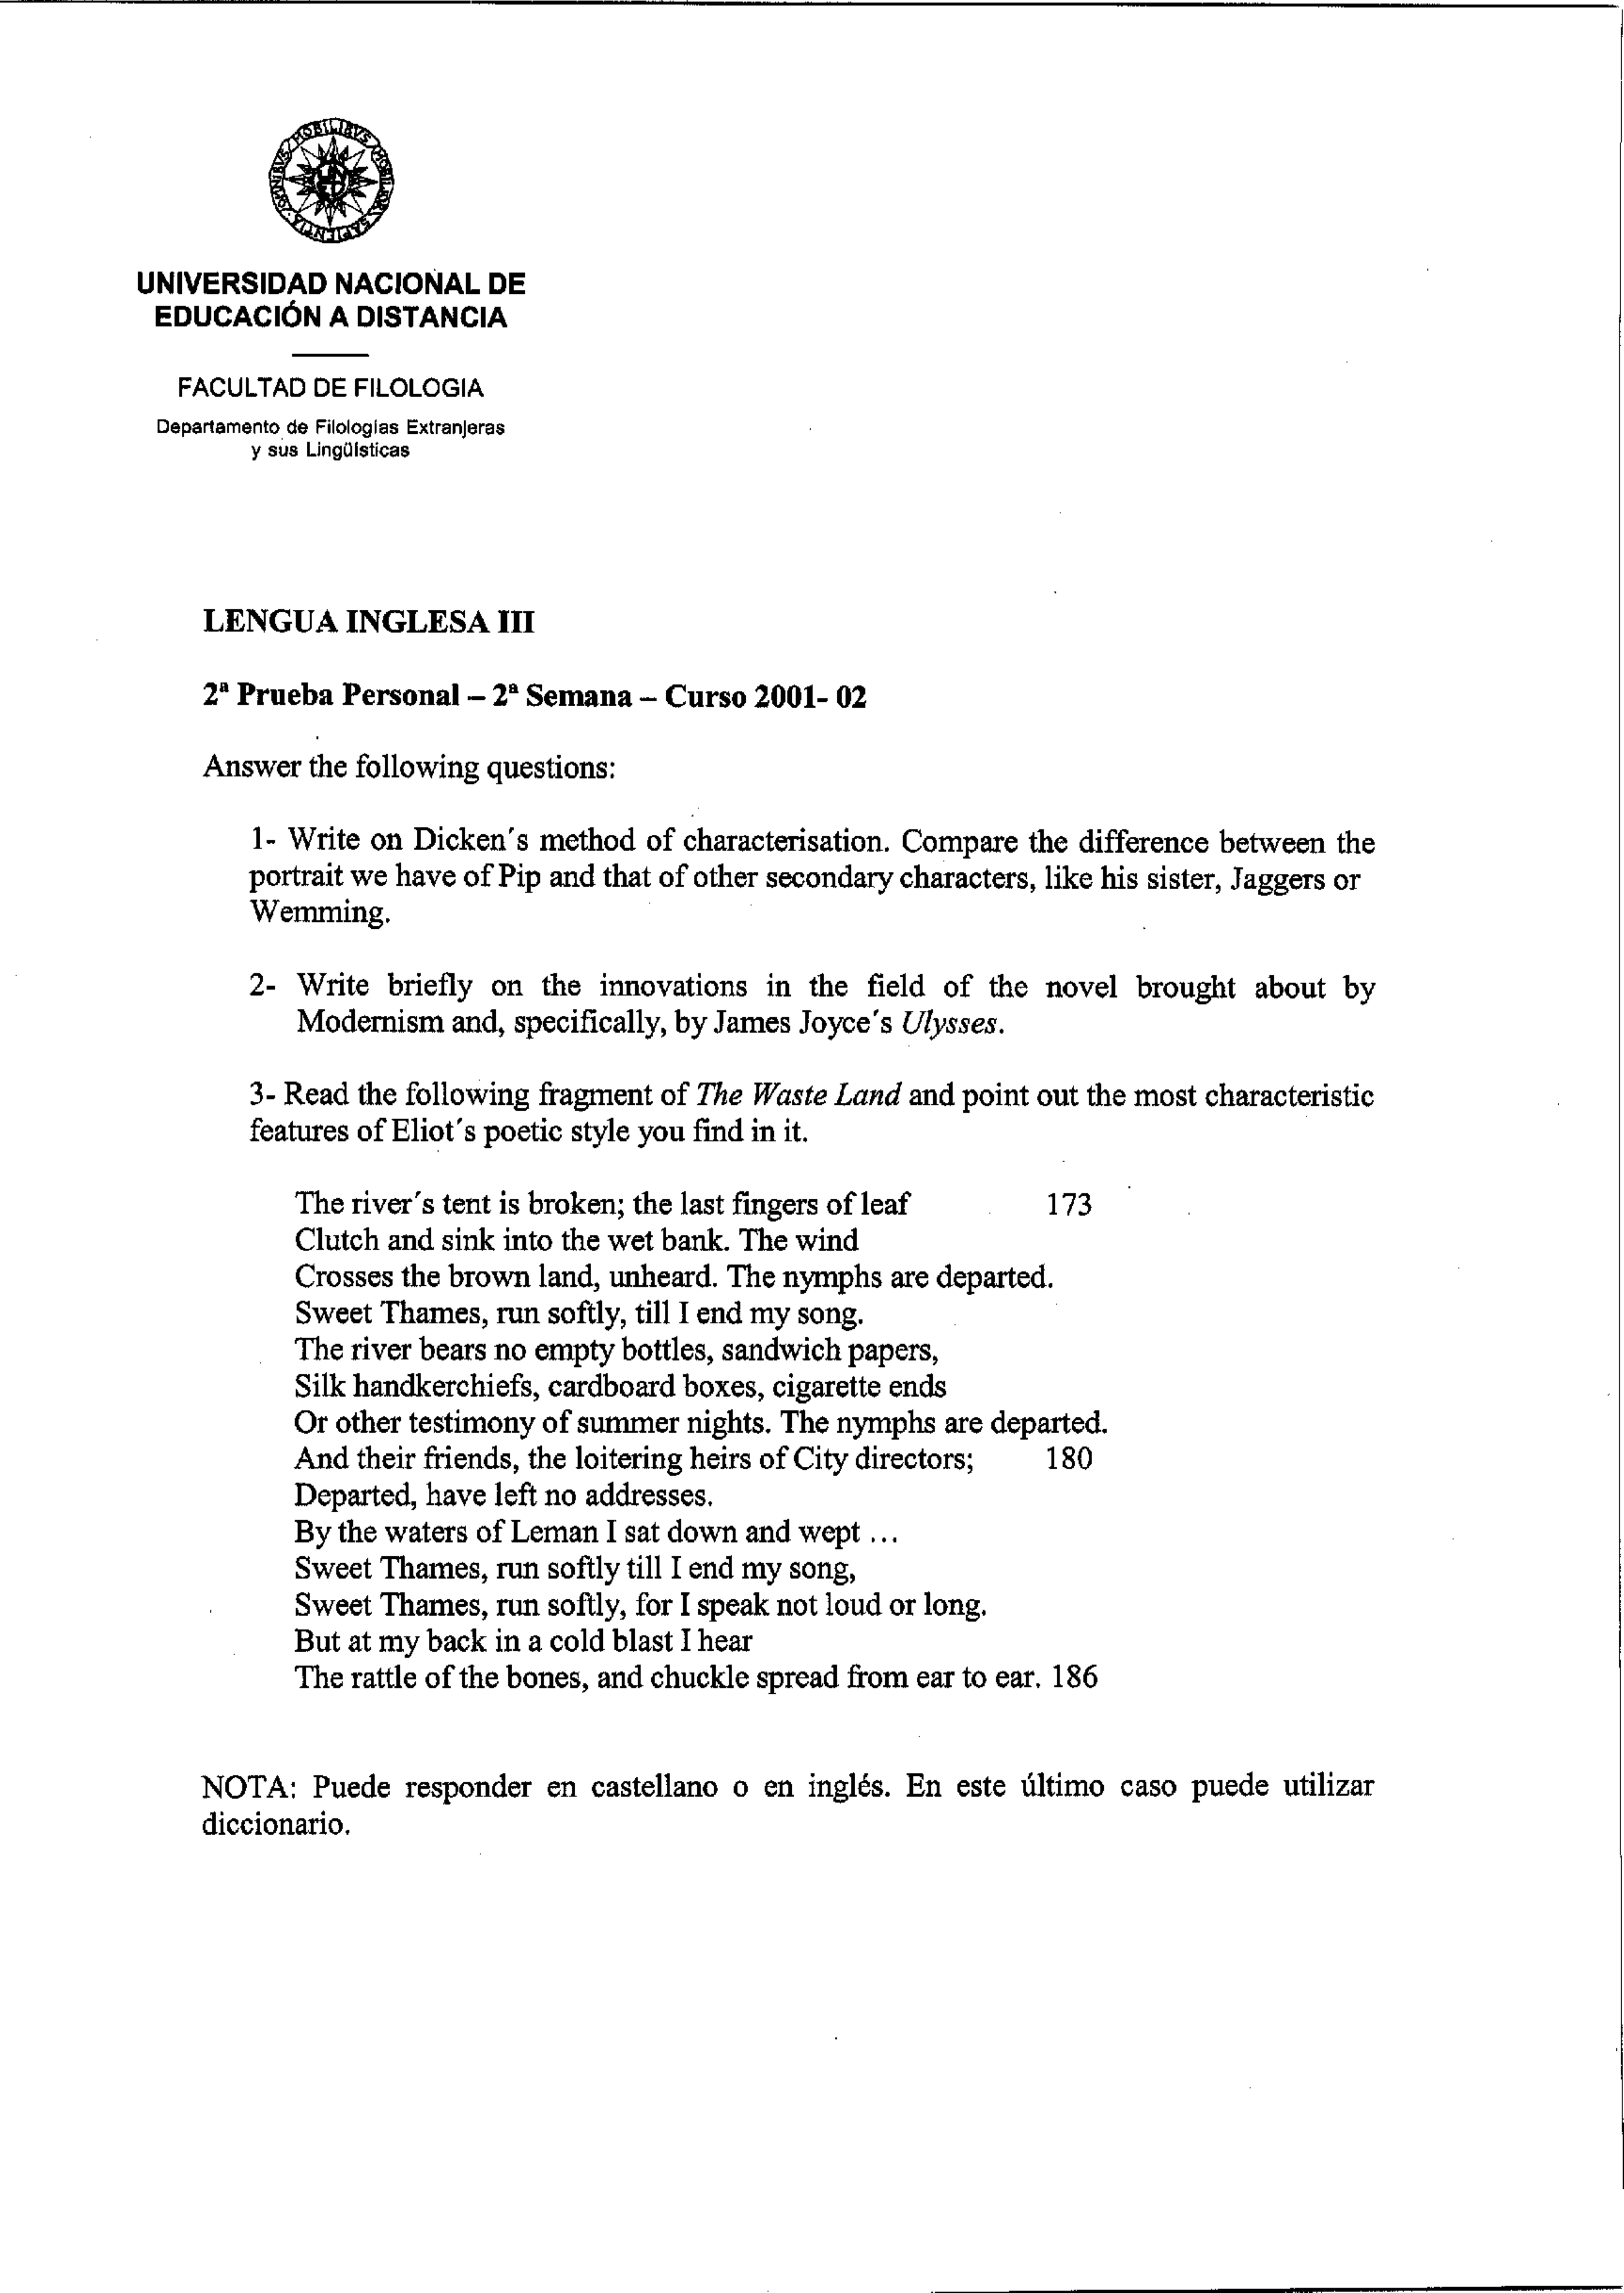 OMNIBUS MOBILIBUS MOBILIOR SAPIENTIA
UNIVERSIDAD NACIONAL DE
EDUCACIÓN A DISTANCIA
FACULTAD DE FILOLOGIA
Departamento de Filologías Extranjeras
y sus Lingüísticas
LENGUA INGLESA III
2ª Prueba Personal – 2ª Semana – Curso 2001- 02
Answer the following questions:
1- Write on Dicken´s method of characterisation. Compare the difference between the
portrait we have of Pip and that of other secondary characters, like his sister, Jaggers or
Wemming.
2- Write briefly on the innovations in the field of the novel brought about by
Modernism and, specifically, by James Joyce´s Ulysses.
3- Read the following fragment of The Waste Land and point out the most characteristic
features of Eliot´s poetic style you find in it.
The river´s tent is broken; the last fingers of leaf 173
Clutch and sink into the wet bank. The wind
Crosses the brown land, unheard. The nymphs are departed.
Sweet Thames, run softly, till I end my song.
The river bears no empty bottles, sandwich papers,
Silk handkerchiefs, cardboard boxes, cigarette ends
Or other testimony of summer nights. The nymphs are departed.
And their friends, the loitering heirs of City directors; 180
Departed, have left no addresses.
By the waters of Leman I sat down and wept ...
Sweet Thames, run softly till I end my song,
Sweet Thames, run softly, for I speak not loud or long.
But at my back in a cold blast I hear
The rattle of the bones, and chuckle spread from ear to ear. 186
NOTA: Puede responder en castellano o en inglés. En este último caso puede utilizar
diccionario.